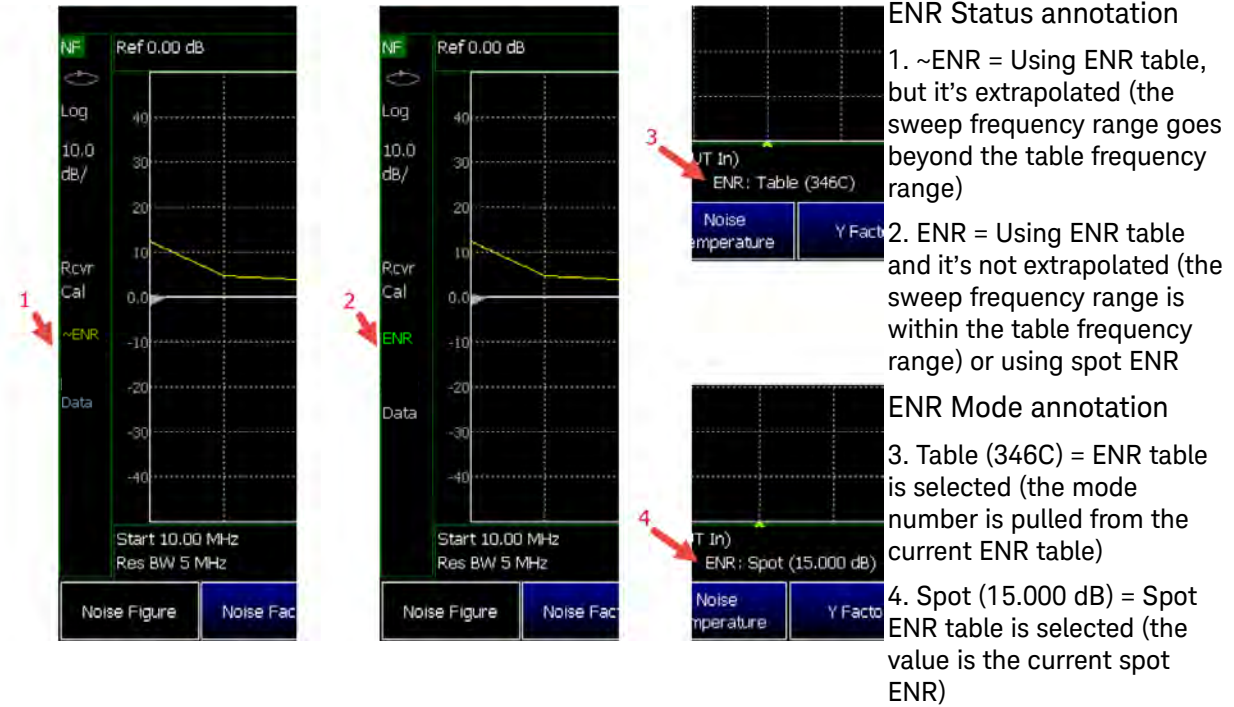 NF
Ref 0.00 dB
Log
10.0
dB/
40
30
20
10
Rcvr
Cal
0.0
1
~ENR
-10
-20
Data
-30
-40
Start 10.00 MHz
Res BW 5 MHz
Noise Figure
Noise Fac
NF
Ref 0.00 dB
Log
10.0
dB/
40
30
20
10
Rcvr
Cal
0.0
2
ENR
-10
-20
Data
-30
-40
Start 10.00 MHz
Res BW 5 MHz
Noise Figure
Noise Fac
3
UT In)
ENR: Table (346C)
Noise
emperature
Y Fact
4
T In)
ENR: Spot (15.000 dB)
Noise
mperature
Y Facto
ENR Status annotation
1. ~ENR = Using ENR table,
but it’s extrapolated (the
sweep frequency range goes
beyond the table frequency
range)
2. ENR = Using ENR table
and it’s not extrapolated (the
sweep frequency range is
within the table frequency
range) or using spot ENR
ENR Mode annotation
3. Table (346C) = ENR table
is selected (the mode
number is pulled from the
current ENR table)
4. Spot (15.000 dB) = Spot
ENR table is selected (the
value is the current spot
ENR)